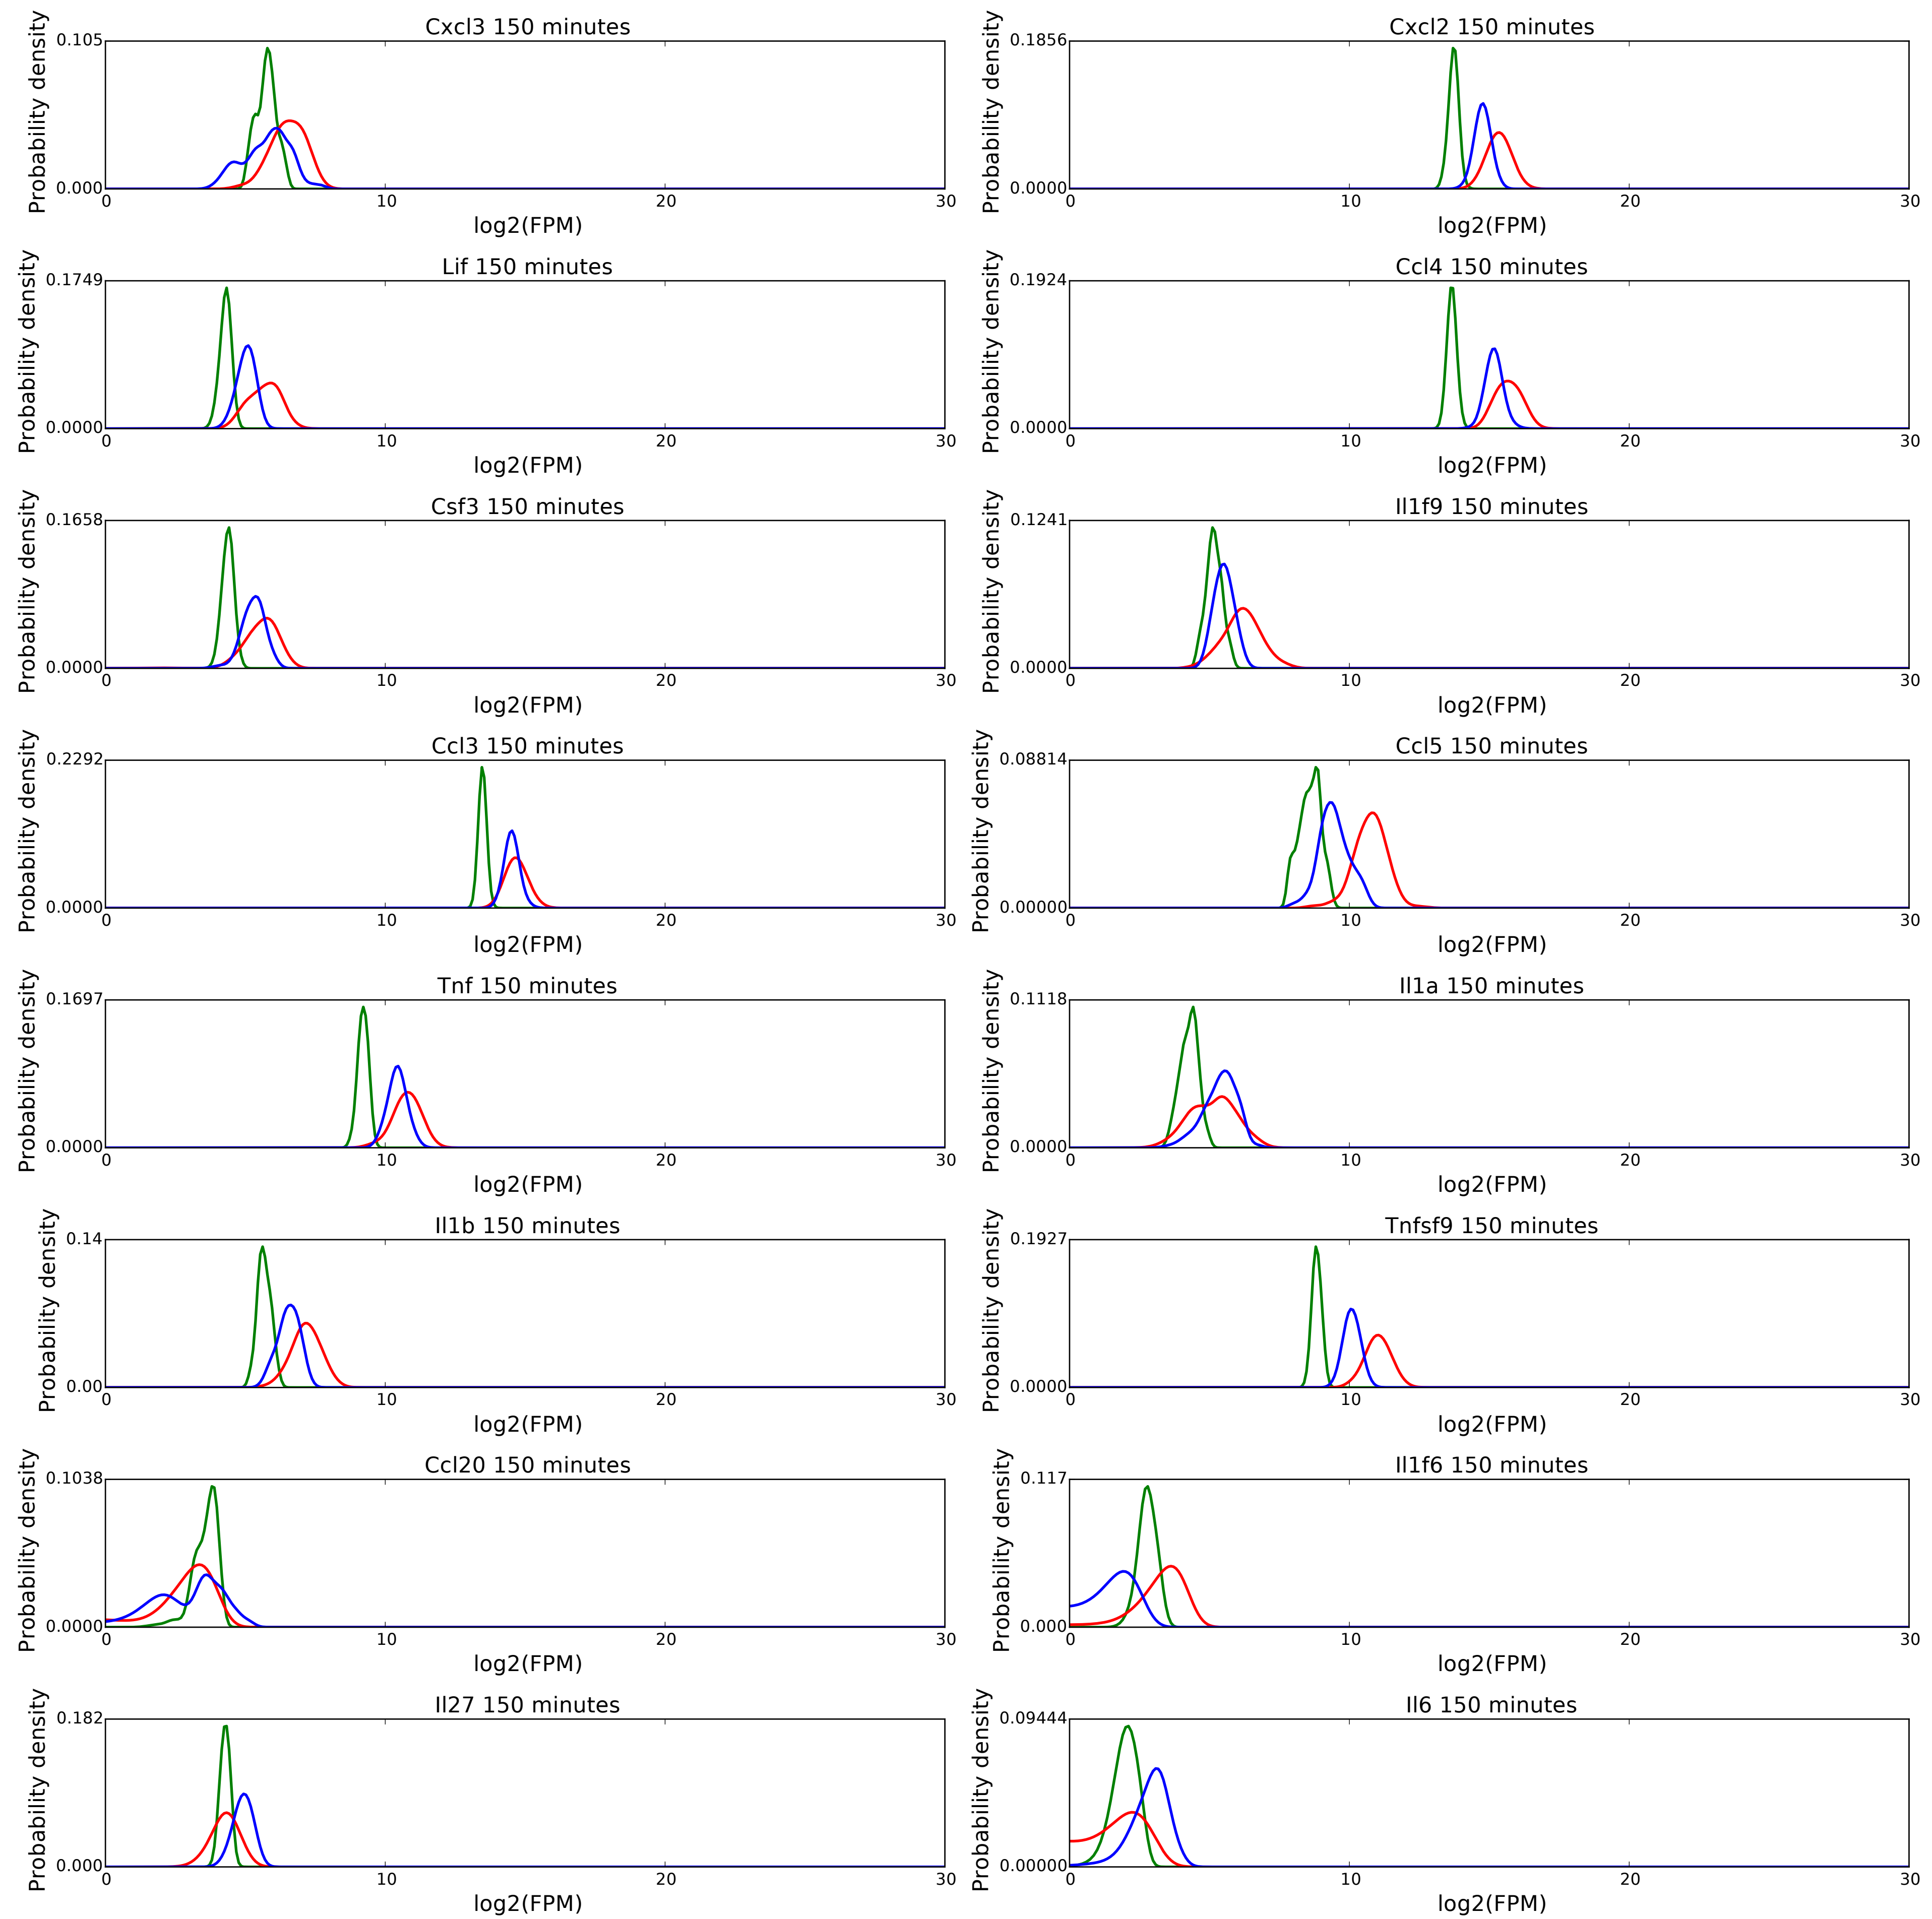 Cxcl3 150 minutes
Probability density
0.105
0.000
0 10 20 30
log2(FPM)
Cxcl2 150 minutes
Probability density
0.1856
0.0000
0 10 20 30
log2(FPM)
Lif 150 minutes
Probability density
0.1749
0.0000
0 10 20 30
log2(FPM)
Ccl4 150 minutes
Probability density
0.1924
0.0000
0 10 20 30
log2(FPM)
Csf3 150 minutes
Probability density
0.1658
0.0000
0 10 20 30
log2(FPM)
Il1f9 150 minutes
Probability density
0.1241
0.0000
0 10 20 30
log2(FPM)
Ccl3 150 minutes
Probability density
0.2292
0.0000
0 10 20 30
log2(FPM)
Ccl5 150 minutes
Probability density
0.08814
0.00000
0 10 20 30
log2(FPM)
Tnf 150 minutes
Probability density
0.1697
0.0000
0 10 20 30
log2(FPM)
Il1a 150 minutes
Probability density
0.1118
0.0000
0 10 20 30
log2(FPM)
Il1b 150 minutes
Probability density
0.14
0.00
0 10 20 30
log2(FPM)
Tnfsf9 150 minutes
Probability density
0.1927
0.0000
0 10 20 30
log2(FPM)
Ccl20 150 minutes
Probability density
0.1038
0.0000
0 10 20 30
log2(FPM)
Il1f6 150 minutes
Probability density
0.117
0.000
0 10 20 30
log2(FPM)
Il27 150 minutes
Probability density
0.182
0.000
0 10 20 30
log2(FPM)
Il6 150 minutes
Probability density
0.09444
0.00000
0 10 20 30
log2(FPM)